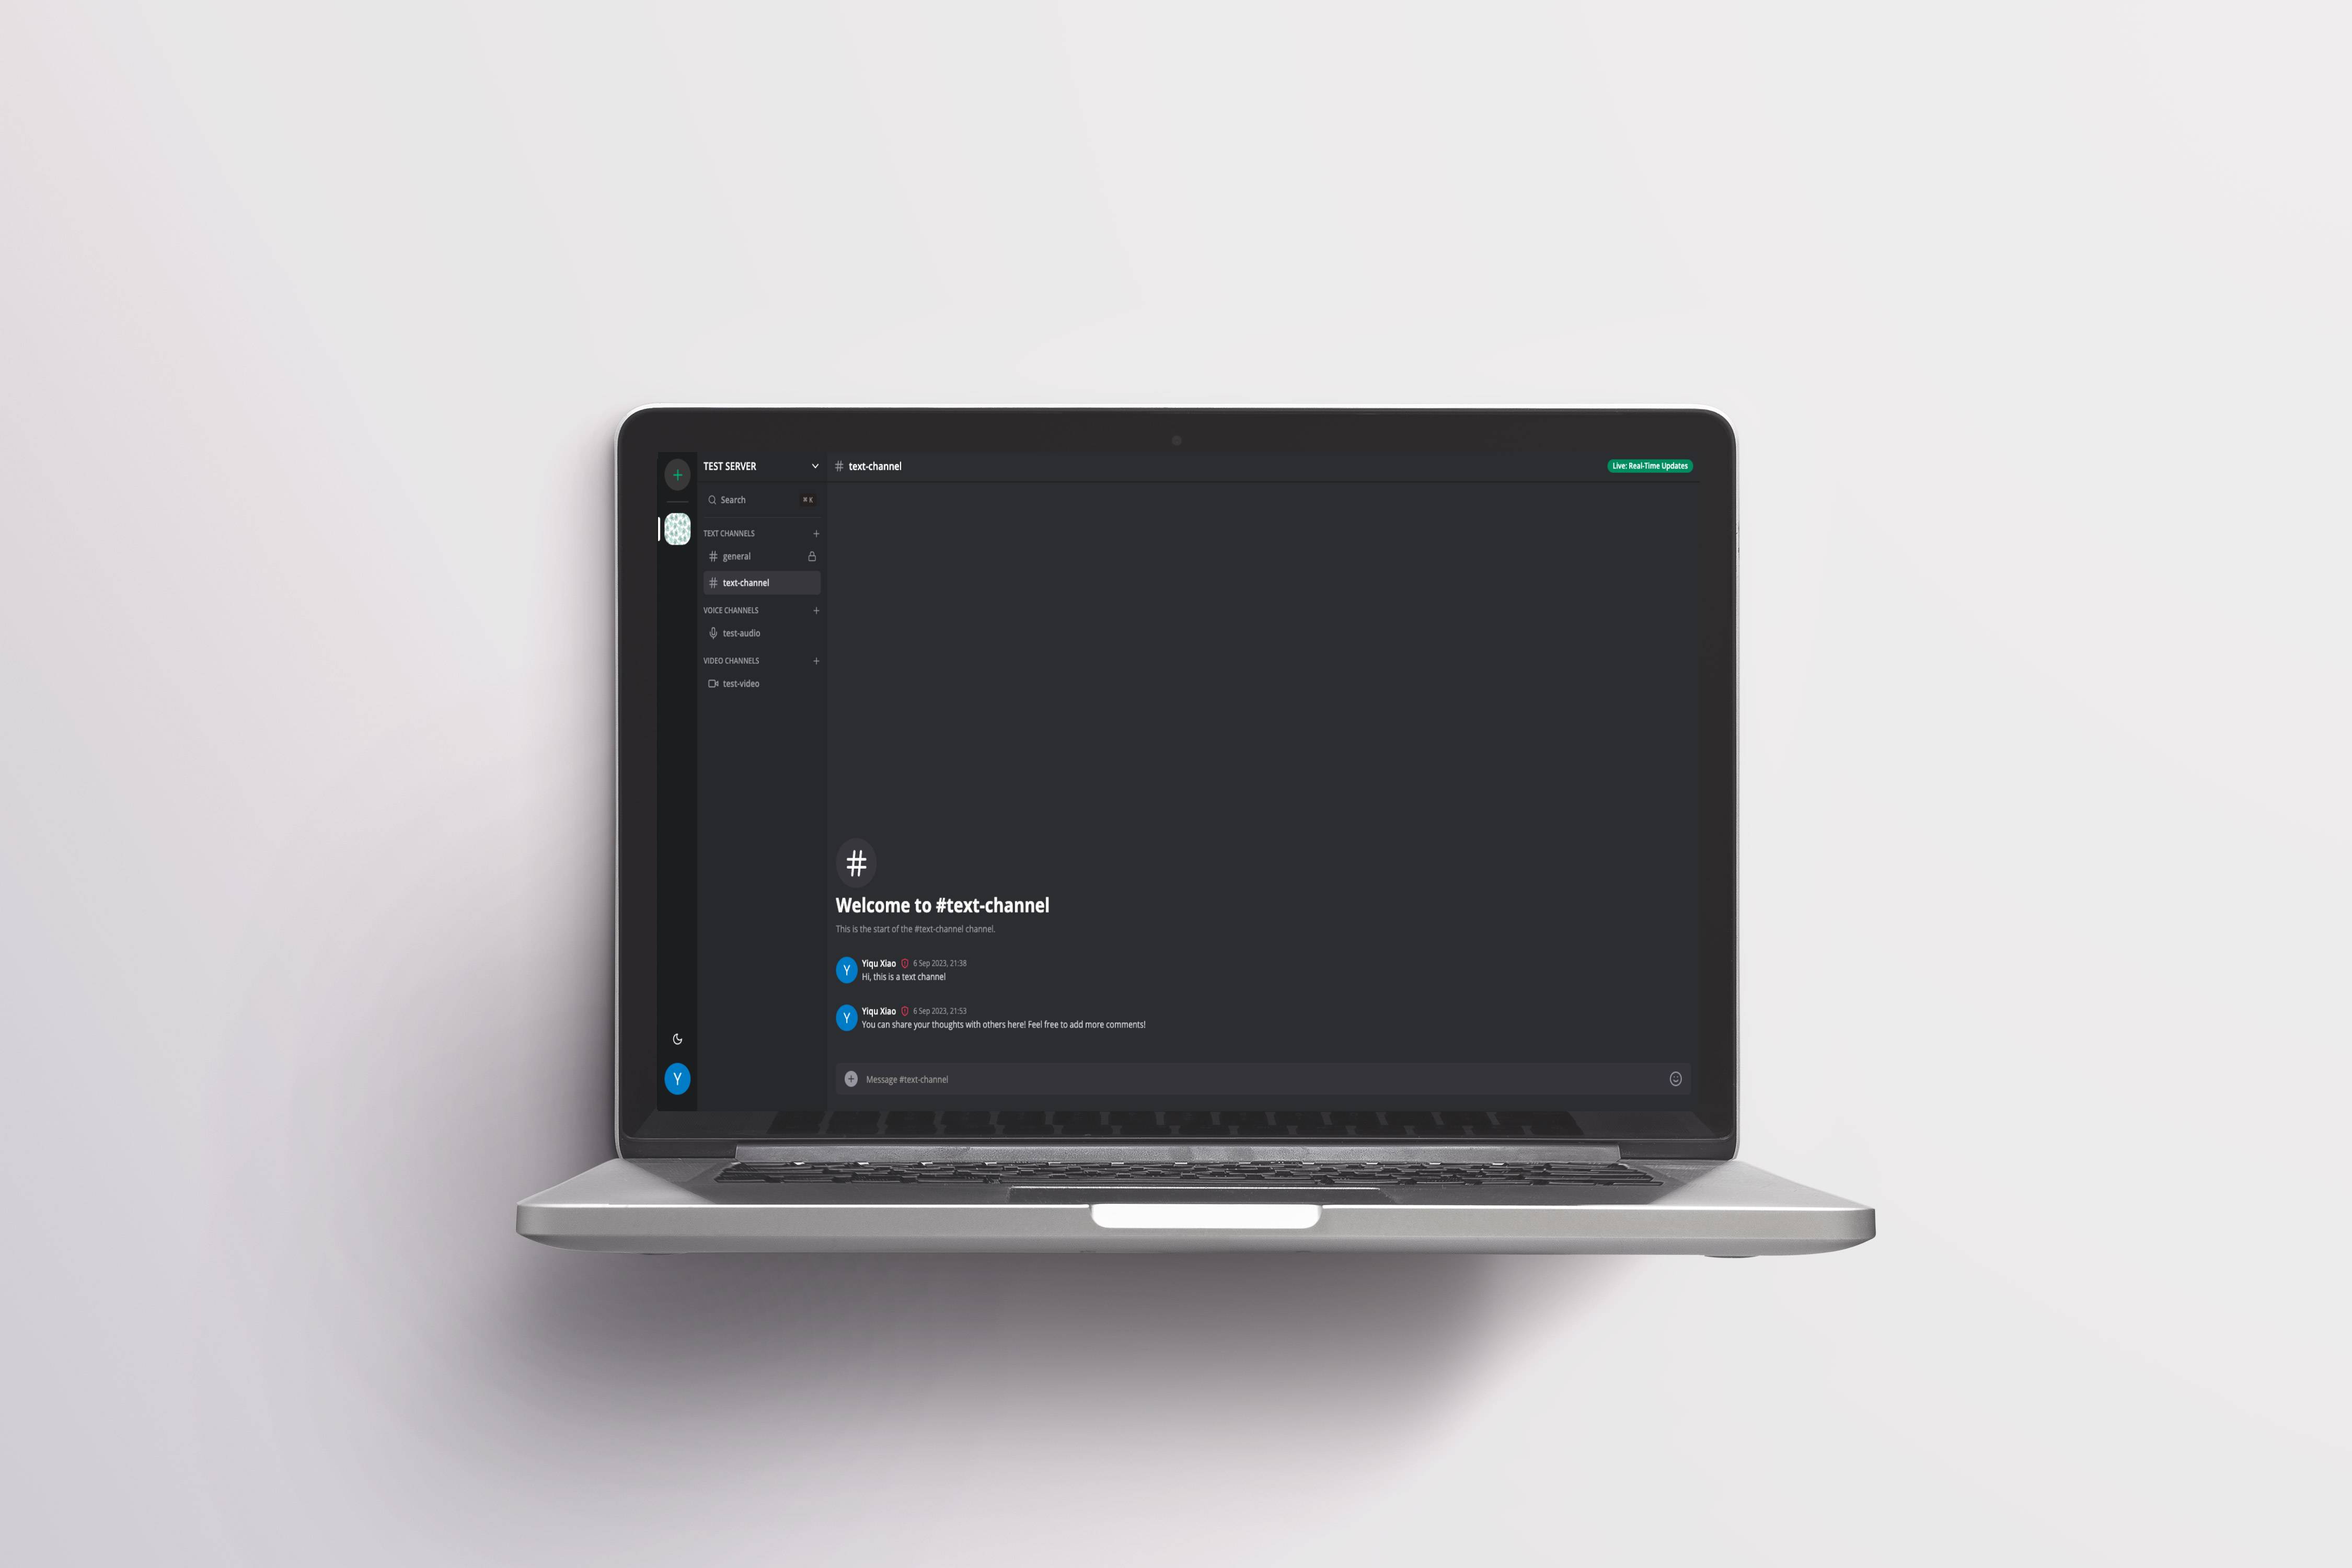 TEST SERVER
Search
⌘ K
TEXT CHANNELS
general
text-channel
VOICE CHANNELS
test-audio
VIDEO CHANNELS
test-video
Y
# text-channel
Live: Real-Time Updates
#
Welcome to #text-channel
This is the start of the #text-channel channel.
Y
Yiqu Xiao 6 Sep 2023, 21:38
Hi, this is a text channel
Y
Yiqu Xiao 6 Sep 2023, 21:53
You can share your thoughts with others here! Feel free to add more comments!
Message #text-channel